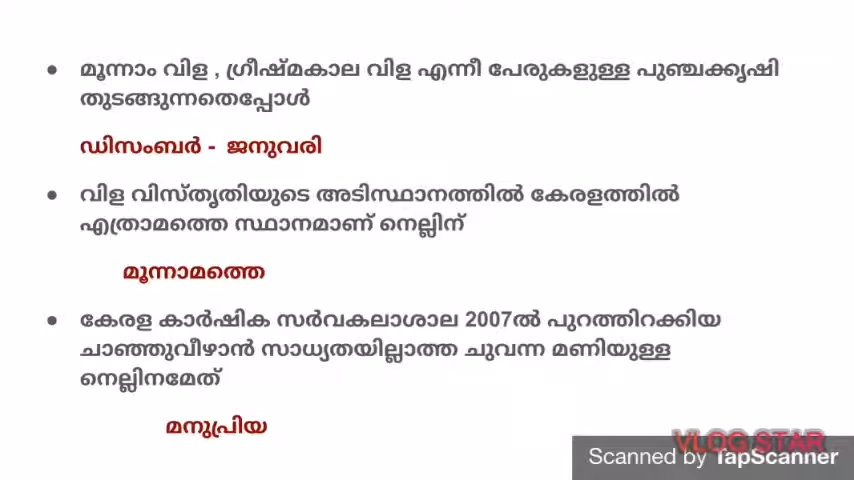 ● മൂന്നാം വിള , ഗ്രീഷ്മകാല വിള എന്നീ പേരുകളുള്ള പുഞ്ചക്കൃഷി
തുടങ്ങുന്നതെപ്പോൾ
ഡിസംബർ - ജനുവരി
● വിള വിസ്തൃതിയുടെ അടിസ്ഥാനത്തിൽ കേരളത്തിൽ
എത്രാമത്തെ സ്ഥാനമാണ് നെല്ലിന്
മൂന്നാമത്തെ
● കേരള കാർഷിക സർവകലാശാല 2007ൽ പുറത്തിറക്കിയ
ചാഞ്ഞുവീഴാൻ സാധ്യതയില്ലാത്ത ചുവന്ന മണിയുള്ള
നെല്ലിനമേത്
മനുപ്രിയ
VLOG STAR
Scanned by TapScanner